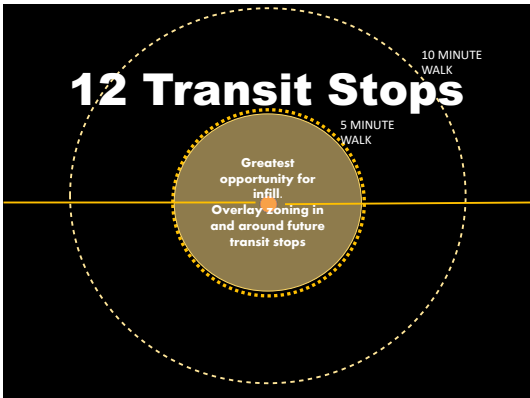 10 MINUTE
WALK
12 Transit Stops
5 MINUTE
WALK
Greatest
opportunity for
infill.
Overlay zoning in
and around future
transit stops